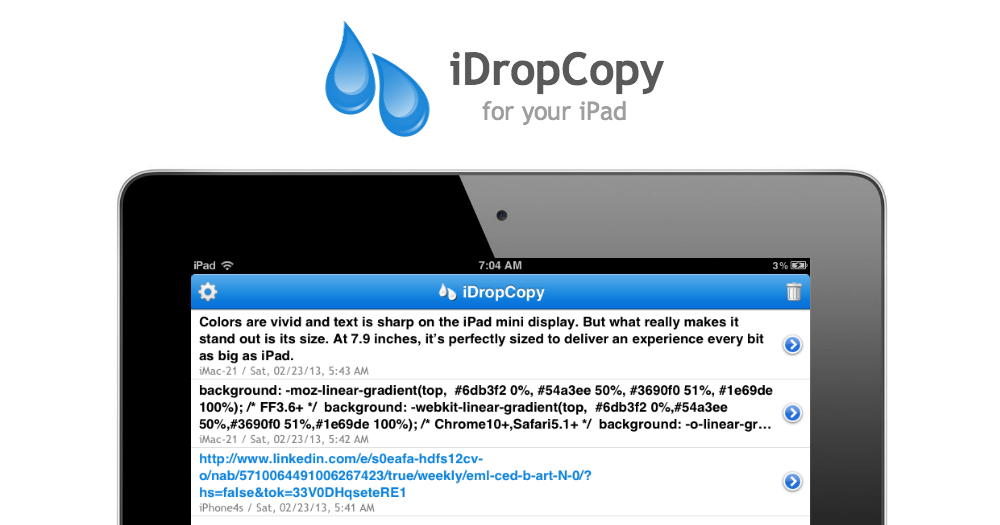 iDropCopy
for your iPad
iPad
7:04 AM
3%
iDropCopy
Colors are vivid and text is sharp on the iPad mini display. But what really makes it
stand out is its size. At 7.9 inches, it's perfectly sized to deliver an experience every bit
as big as iPad.
iMac-21 / Sat, 02/23/13, 5:43 AM
background: -moz-linear-gradient(top,  #6db3f2 0%, #54a3ee 50%, #3690f0 51%, #1e69de
100%); /* FF3.6+ */  background: -webkit-linear-gradient(top,  #6db3f2 0%,#54a3ee
50%,#3690f0 51%,#1e69de 100%); /* Chrome10+,Safari5.1+ */  background: -o-linear-gr...
iMac-21 / Sat, 02/23/13, 5:42 AM
http://www.linkedin.com/e/s0eafa-hdfs12cv-
o/nab/5710064491006267423/true/weekly/eml-ced-b-art-N-0/?
hs=false&tok=33V0DHqseteRE1
iPhone4s / Sat, 02/23/13, 5:41 AM